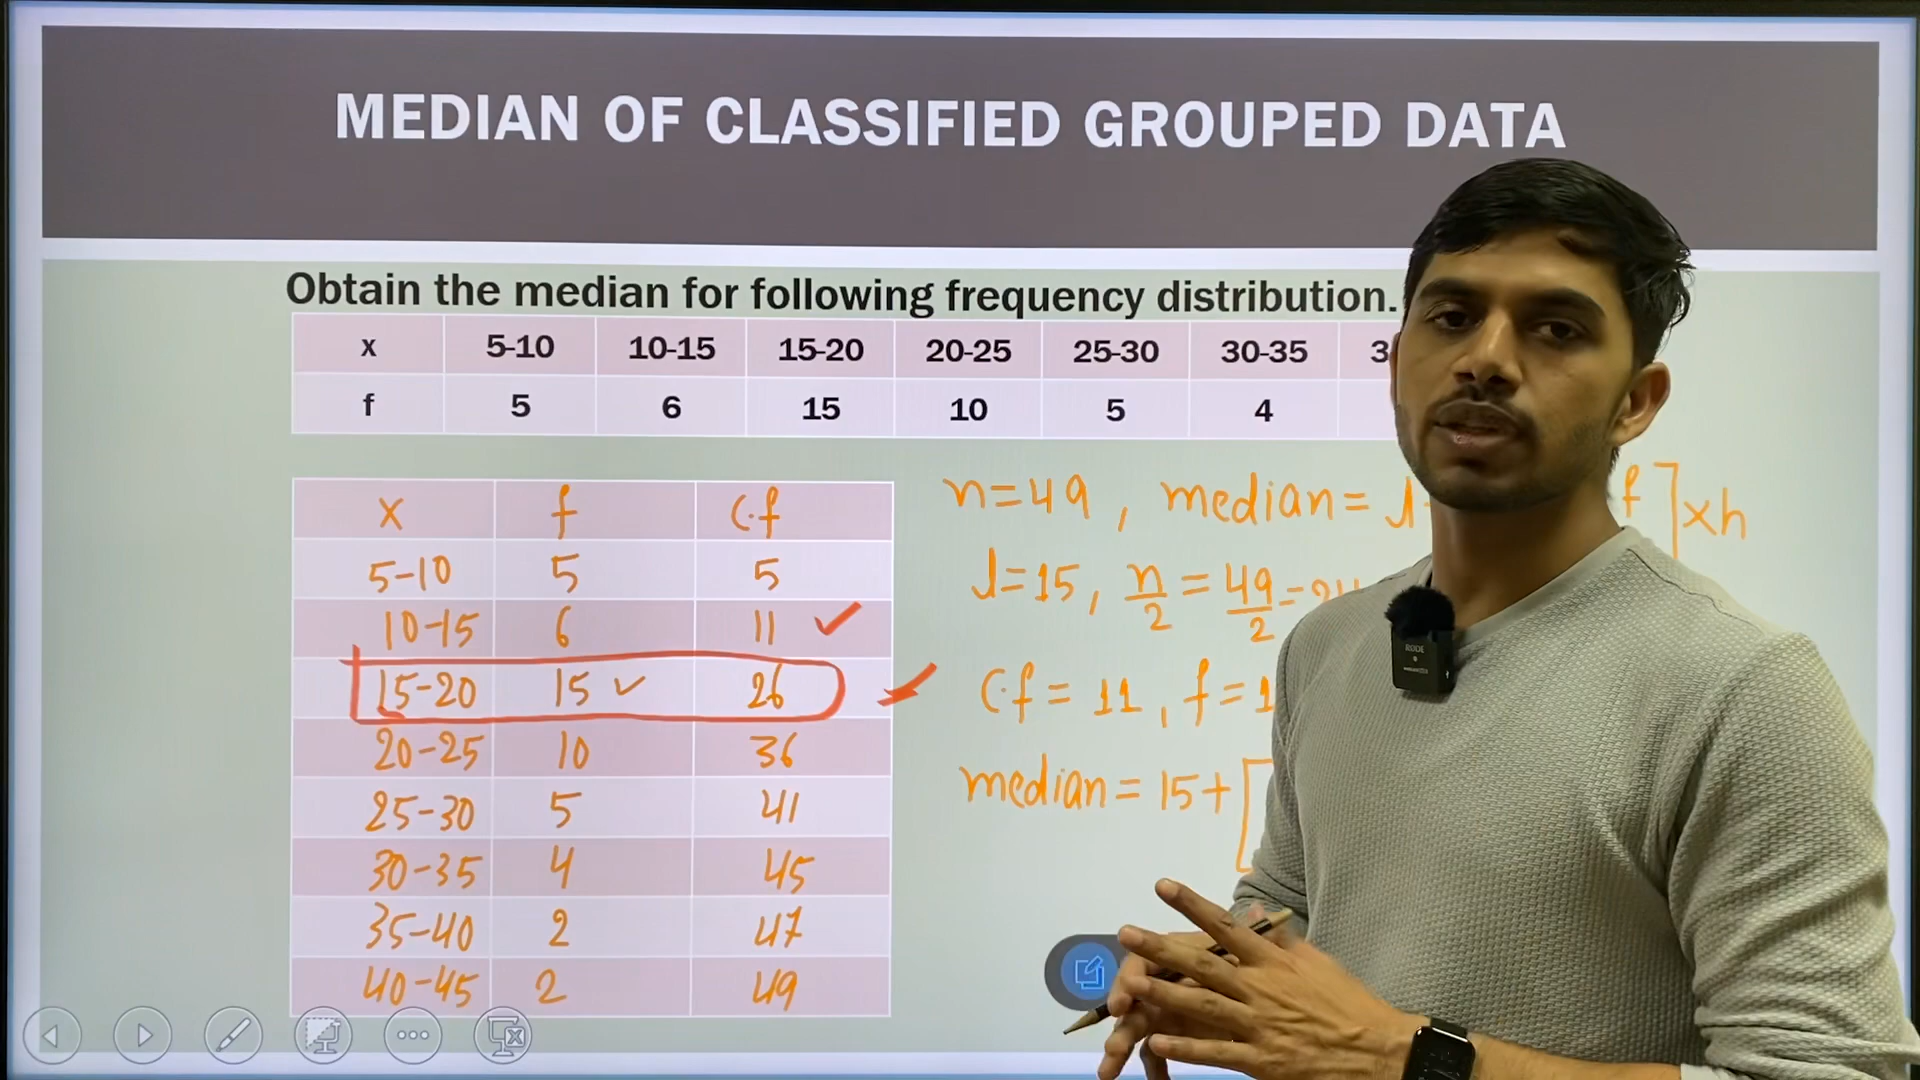 MEDIAN OF CLASSIFIED GROUPED DATA
Obtain the median for following frequency distribution.
x 5-10 10-15 15-20 20-25 25-30 30-35
f 5 6 15 10 5 4
x f c.f
5-10 5 5
10-15 6 11 ✓
15-20 15 ✓ 26 ✓
20-25 10 36
25-30 5 41
30-35 4 45
35-40 2 47
40-45 2 49
n=49, median= l f]xh
l=15, n/2 = 49/2 =
c.f = 11, f=1
median= 15+[
RODE